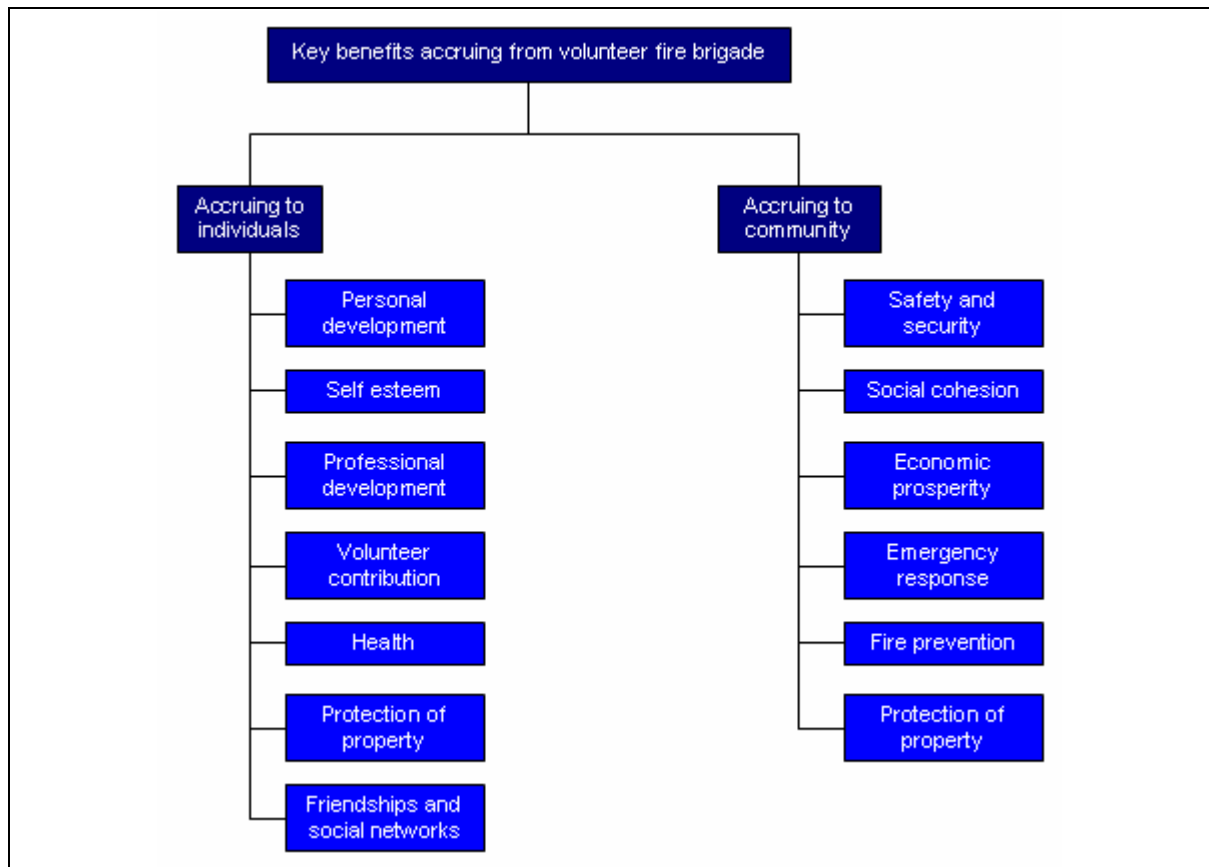 Key benefits accruing from volunteer fire brigade
Accruing to
individuals
Personal
development
Self esteem
Professional
development
Volunteer
contribution
Health
Protection of
property
Friendships and
social networks
Accruing to
community
Safety and
security
Social cohesion
Economic
prosperity
Emergency
response
Fire prevention
Protection of
property